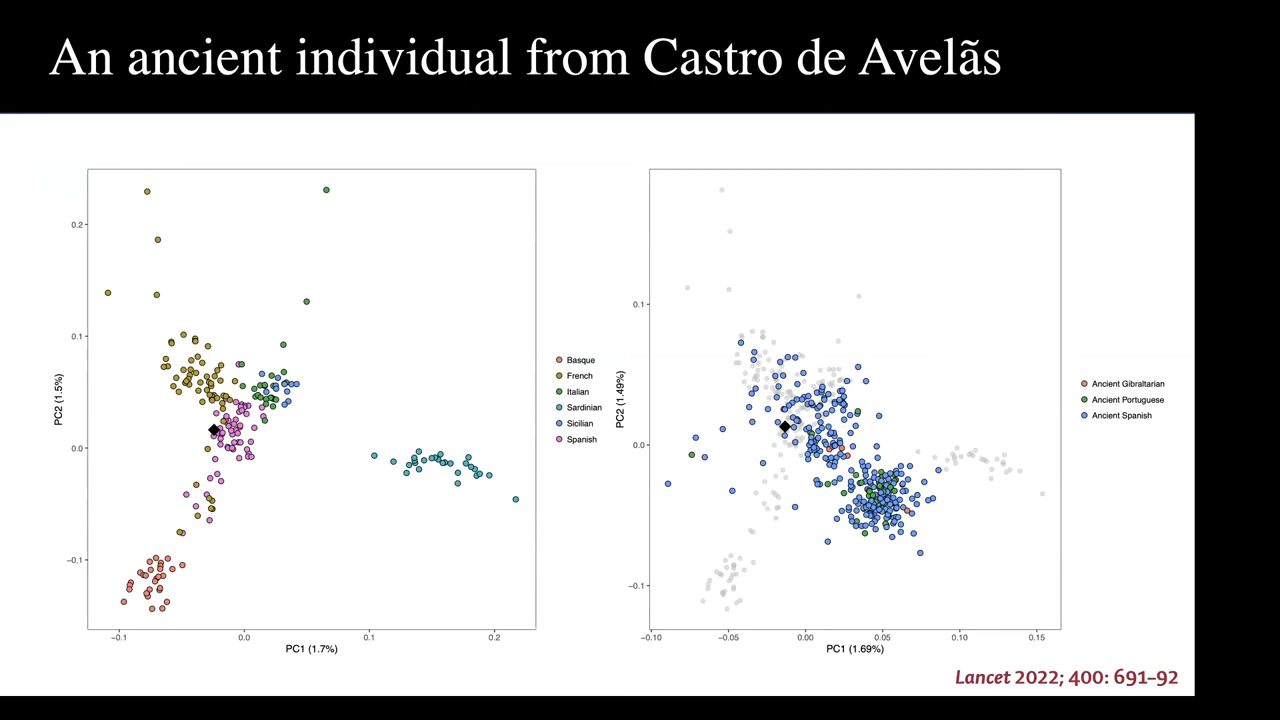 An ancient individual from Castro de Avelãs
0.2
0.1
0.0
−0.1
PC2 (1.5%)
−0.1
0.0
0.1
0.2
PC1 (1.7%)
Basque
French
Italian
Sardinian
Sicilian
Spanish
0.1
0.0
−0.1
PC2 (1.49%)
−0.10
−0.05
0.00
0.05
0.10
0.15
PC1 (1.69%)
Ancient Gibraltarian
Ancient Portuguese
Ancient Spanish
Lancet 2022; 400: 691–92